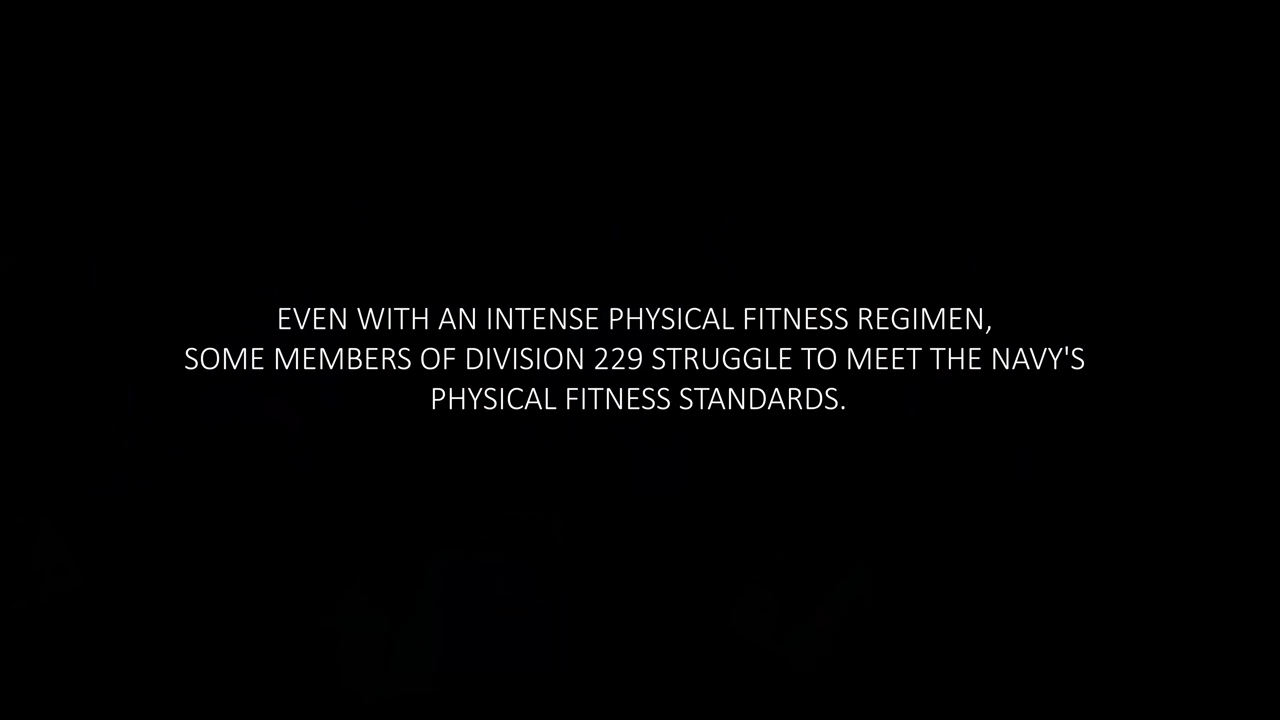 EVEN WITH AN INTENSE PHYSICAL FITNESS REGIMEN,
SOME MEMBERS OF DIVISION 229 STRUGGLE TO MEET THE NAVY'S
PHYSICAL FITNESS STANDARDS.